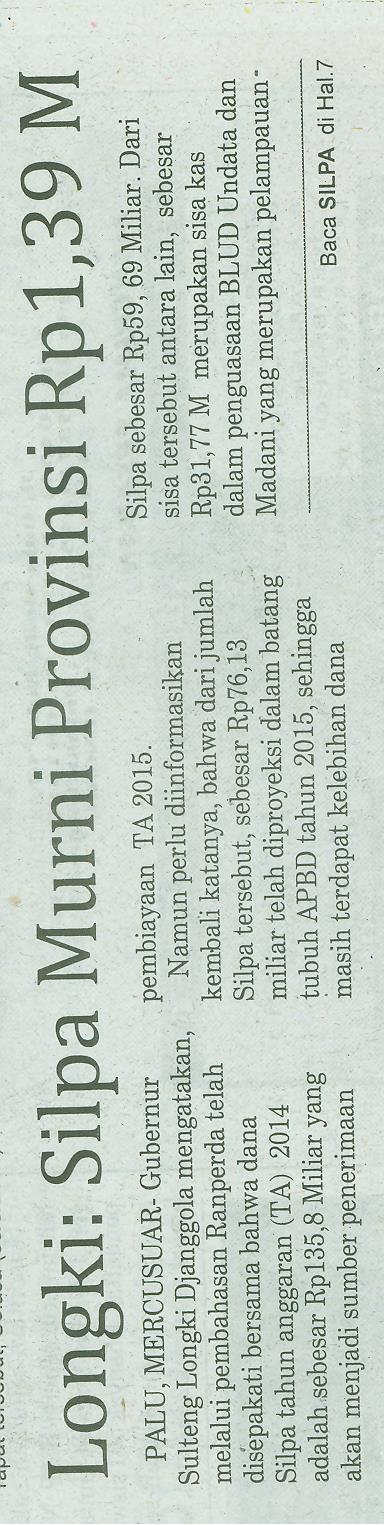 Longki: Silpa Murni Provinsi Rp1,39 M
PALU, MERCUSUAR- Gubernur
Sulteng Longki Djanggola mengatakan,
melalui pembahasan Ranperda telah
disepakati bersama bahwa dana
Silpa tahun anggaran (TA) 2014
adalah sebesar Rp135,8 Miliar yang
akan menjadi sumber penerimaan
pembiayaan TA 2015.
Namun perlu diinformasikan
kembali katanya, bahwa dari jumlah
Silpa tersebut, sebesar Rp76,13
miliar telah diproyeksi dalam batang
tubuh APBD tahun 2015, sehingga
masih terdapat kelebihan dana
Silpa sebesar Rp59, 69 Miliar. Dari
sisa tersebut antara lain, sebesar
Rp31,77 M merupakan sisa kas
dalam penguasaan BLUD Undata dan
Madani yang merupakan pelampauan-
Baca SILPA di Hal.7